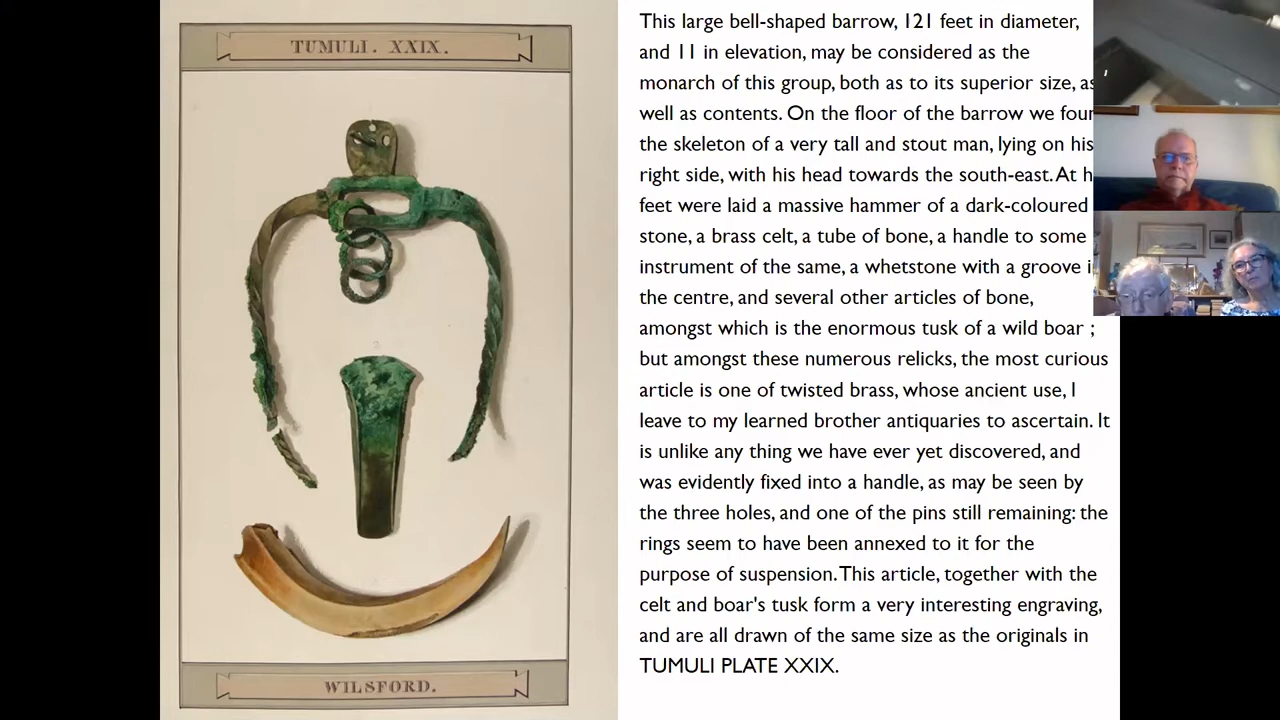 TUMULI. XXIX.
WILSFORD.
This large bell-shaped barrow, 121 feet in diameter,
and 11 in elevation, may be considered as the
monarch of this group, both as to its superior size, as
well as contents. On the floor of the barrow we
the skeleton of a very tall and stout man, lying on his
right side, with his head towards the south-east. At
feet were laid a massive hammer of a dark-coloured
stone, a brass celt, a tube of bone, a handle to some
instrument of the same, a whetstone with a groove
the centre, and several other articles of bone,
amongst which is the enormous tusk of a wild boar ;
but amongst these numerous relicks, the most curious
article is one of twisted brass, whose ancient use, I
leave to my learned brother antiquaries to ascertain. It
is unlike any thing we have ever yet discovered, and
was evidently fixed into a handle, as may be seen by
the three holes, and one of the pins still remaining: the
rings seem to have been annexed to it for the
purpose of suspension. This article, together with the
celt and boar's tusk form a very interesting engraving,
and are all drawn of the same size as the originals in
TUMULI PLATE XXIX.